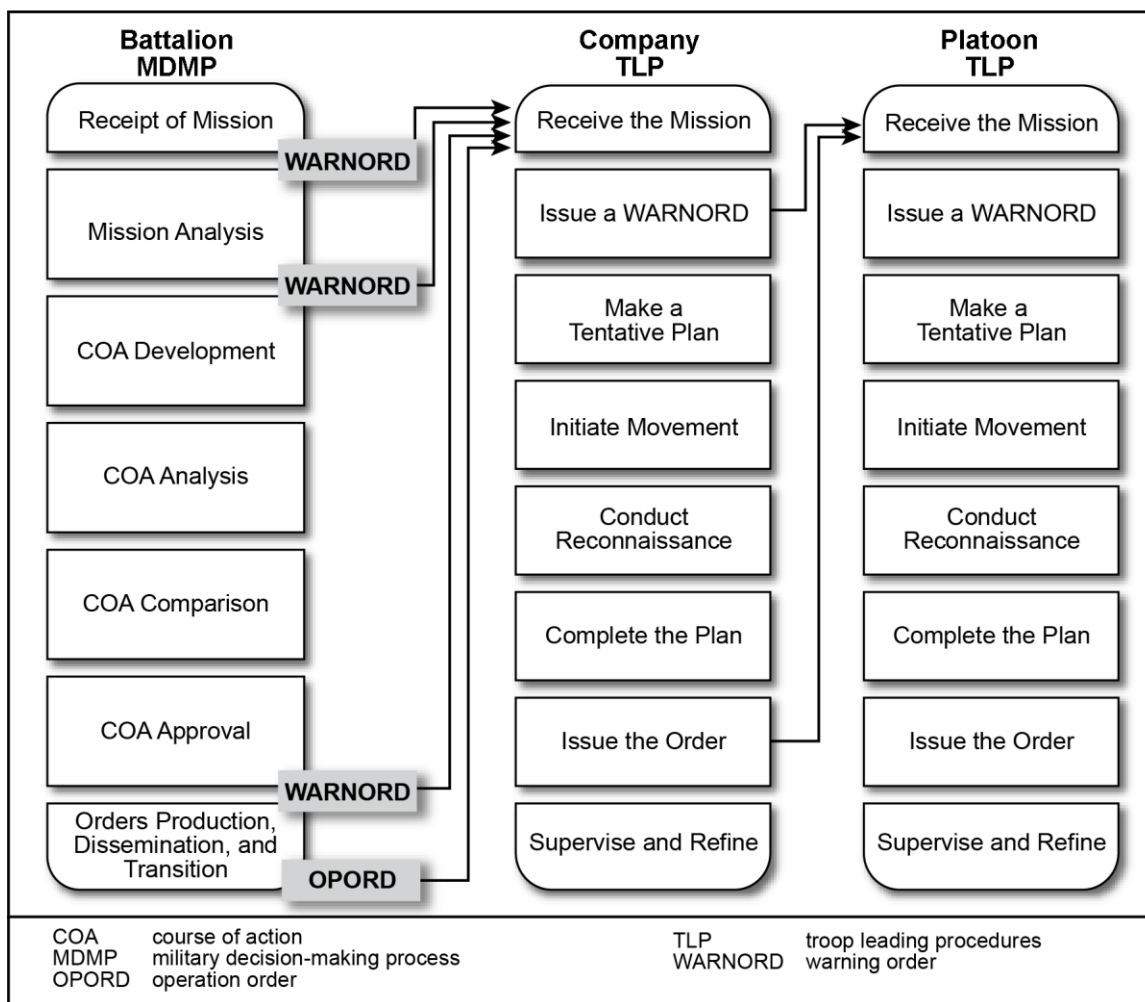 Battalion
MDMP
Receipt of Mission
WARNORD
Mission Analysis
WARNORD
COA Development
COA Analysis
COA Comparison
COA Approval
WARNORD
Orders Production,
Dissemination, and
Transition
OPORD
Company
TLP
Receive the Mission
Issue a WARNORD
Make a
Tentative Plan
Initiate Movement
Conduct
Reconnaissance
Complete the Plan
Issue the Order
Supervise and Refine
Platoon
TLP
Receive the Mission
Issue a WARNORD
Make a
Tentative Plan
Initiate Movement
Conduct
Reconnaissance
Complete the Plan
Issue the Order
Supervise and Refine
COA course of action
MDMP military decision-making process
OPORD operation order
TLP troop leading procedures
WARNORD warning order